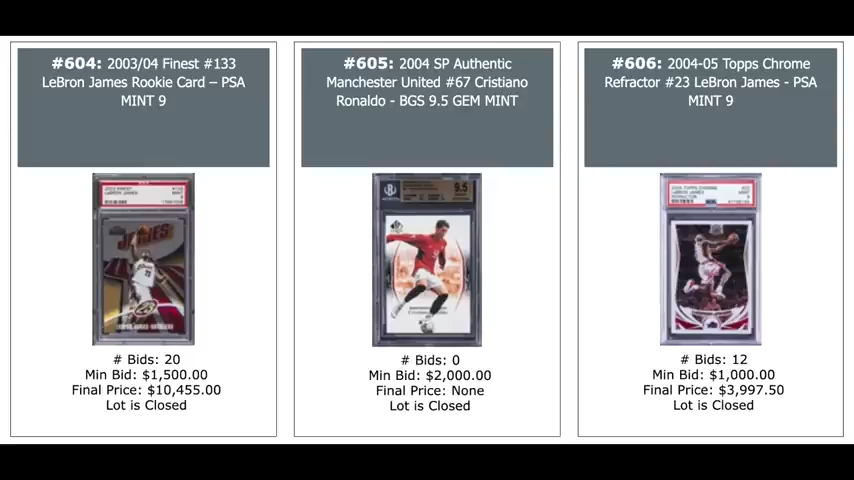 #604: 2003/04 Finest #133
LeBron James Rookie Card – PSA
MINT 9
# Bids: 20
Min Bid: $1,500.00
Final Price: $10,455.00
Lot is Closed
#605: 2004 SP Authentic
Manchester United #67 Cristiano
Ronaldo - BGS 9.5 GEM MINT
9.5
# Bids: 0
Min Bid: $2,000.00
Final Price: None
Lot is Closed
#606: 2004-05 Topps Chrome
Refractor #23 LeBron James - PSA
MINT 9
# Bids: 12
Min Bid: $1,000.00
Final Price: $3,997.50
Lot is Closed